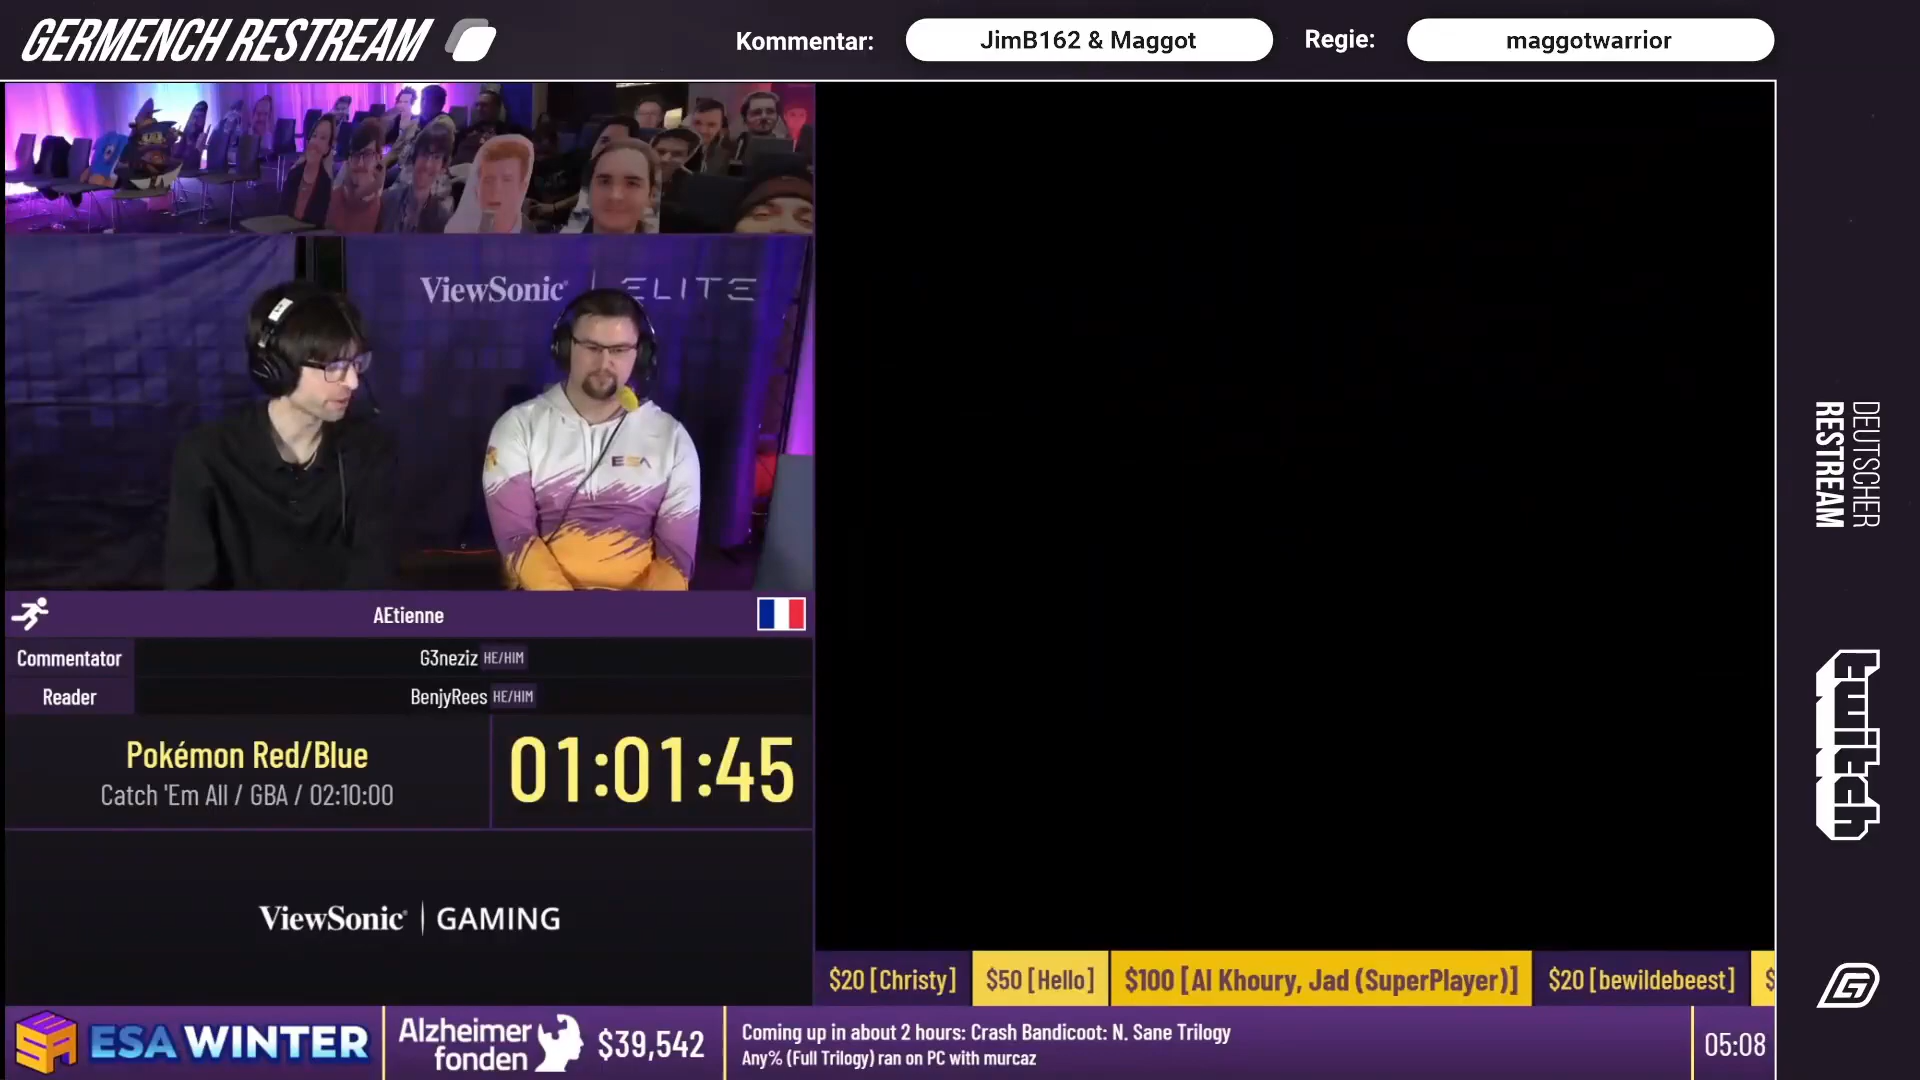 GERMENCH RESTREAM
Kommentar:
JimB162 & Maggot
Regie:
maggotwarrior
ViewSonic | ELITE
ESA
AEtienne
Commentator
G3neziz HE/HIM
Reader
BenjyRees HE/HIM
Pokémon Red/Blue
Catch 'Em All / GBA / 02:10:00
01:01:45
ViewSonic | GAMING
$20 [Christy]
$50 [Hello]
$100 [Al Khoury, Jad (SuperPlayer)]
$20 [bewildebeest]
$
ESA WINTER
Alzheimer
fonden
$39,542
Coming up in about 2 hours: Crash Bandicoot: N. Sane Trilogy
Any% (Full Trilogy) ran on PC with murcaz
05:08
DEUTSCHER
RESTREAM
twitch
G